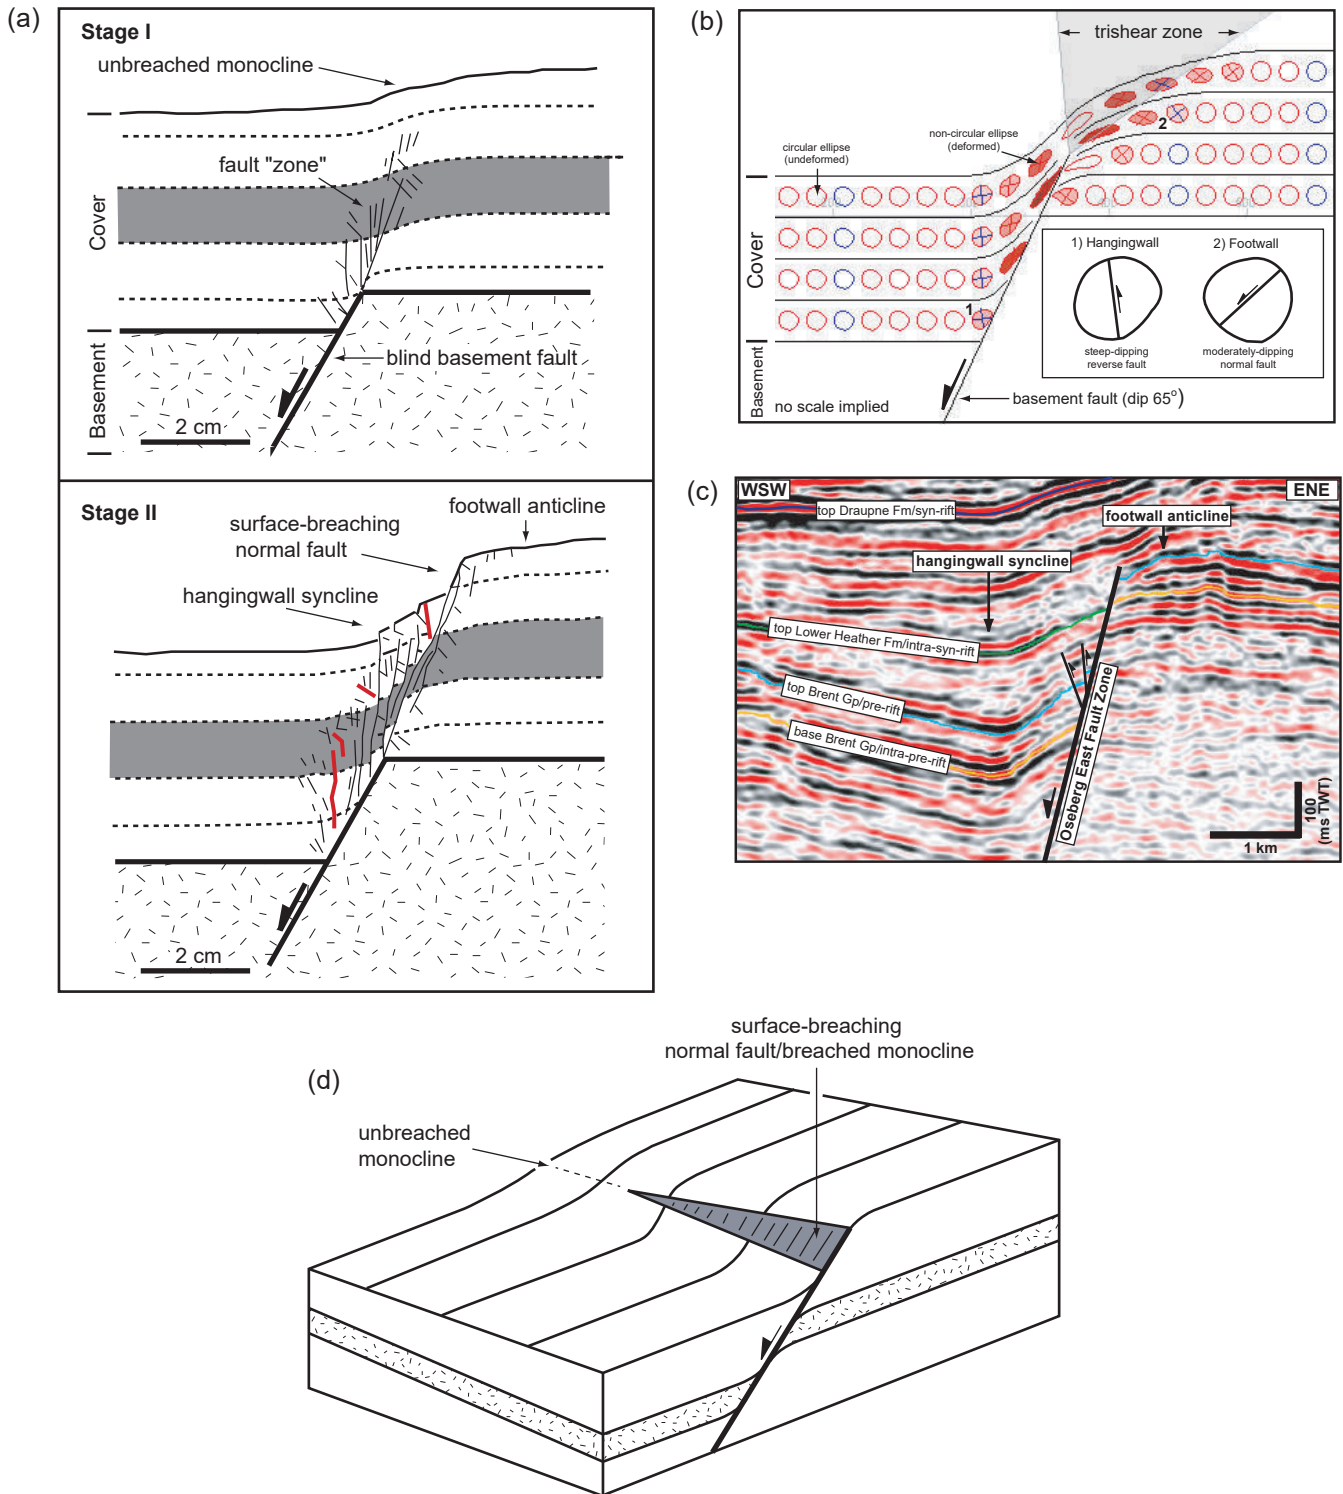 (a)
Stage I
unbreached monocline
fault "zone"
Cover
Basement
blind basement fault
2 cm
Stage II
footwall anticline
surface-breaching
normal fault
hangingwall syncline
2 cm
(b)
trishear zone
non-circular ellipse
(deformed)
circular ellipse
(undeformed)
2
1
Cover
Basement
1) Hangingwall
2) Footwall
steep-dipping
reverse fault
moderately-dipping
normal fault
basement fault (dip 65°)
no scale implied
(c)
WSW
ENE
top Draupne Fm/syn-rift
footwall anticline
hangingwall syncline
top Lower Heather Fm/intra-syn-rift
top Brent Gp/pre-rift
base Brent Gp/intra-pre-rift
Oseberg East Fault Zone
100
(ms TWT)
1 km
surface-breaching
normal fault/breached monocline
(d)
unbreached
monocline